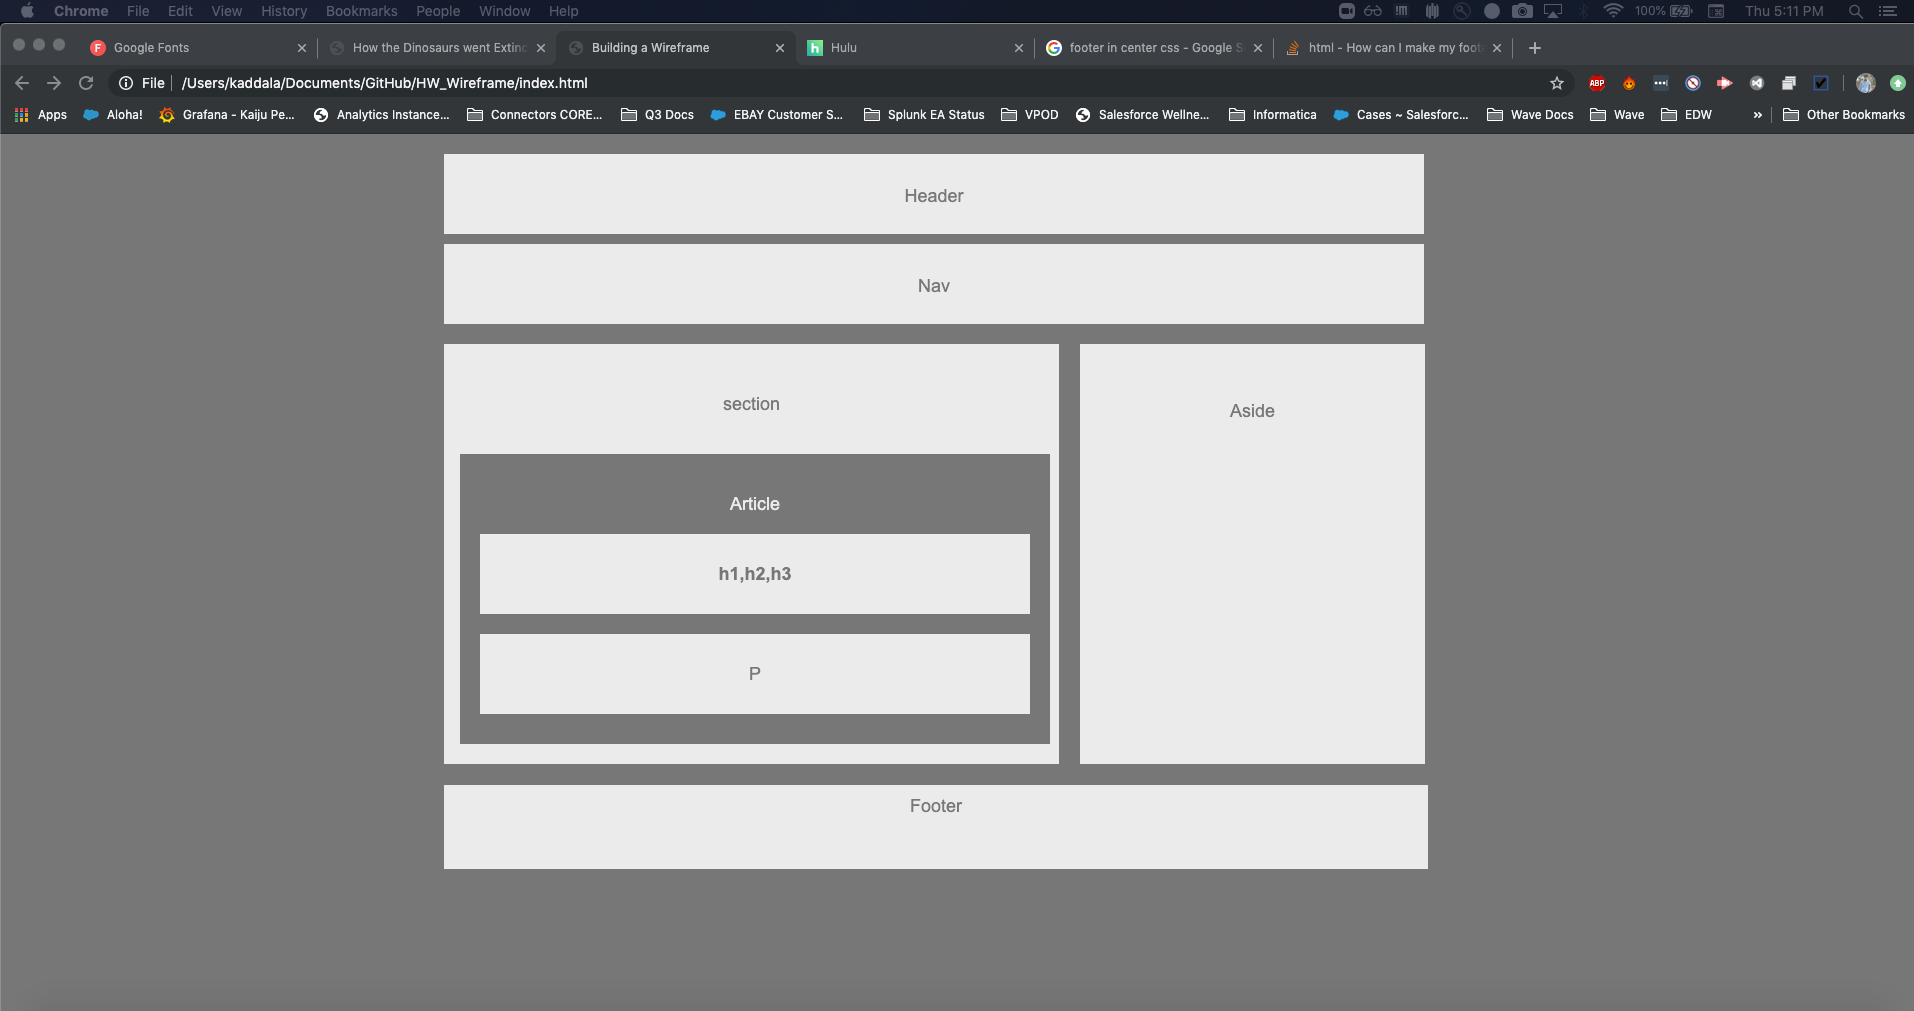 Chrome File Edit View History Bookmarks People Window Help 100% Thu 5:11 PM
Google Fonts How the Dinosaurs went Extinc Building a Wireframe Hulu footer in center css - Google S html - How can I make my foot
File /Users/kaddala/Documents/GitHub/HW_Wireframe/index.html ABP
Apps Aloha! Grafana - Kaiju Pe... Analytics Instance... Connectors CORE... Q3 Docs EBAY Customer S... Splunk EA Status VPOD Salesforce Wellne... Informatica Cases ~ Salesforc... Wave Docs Wave EDW » Other Bookmarks
Header
Nav
section
Aside
Article
h1,h2,h3
P
Footer